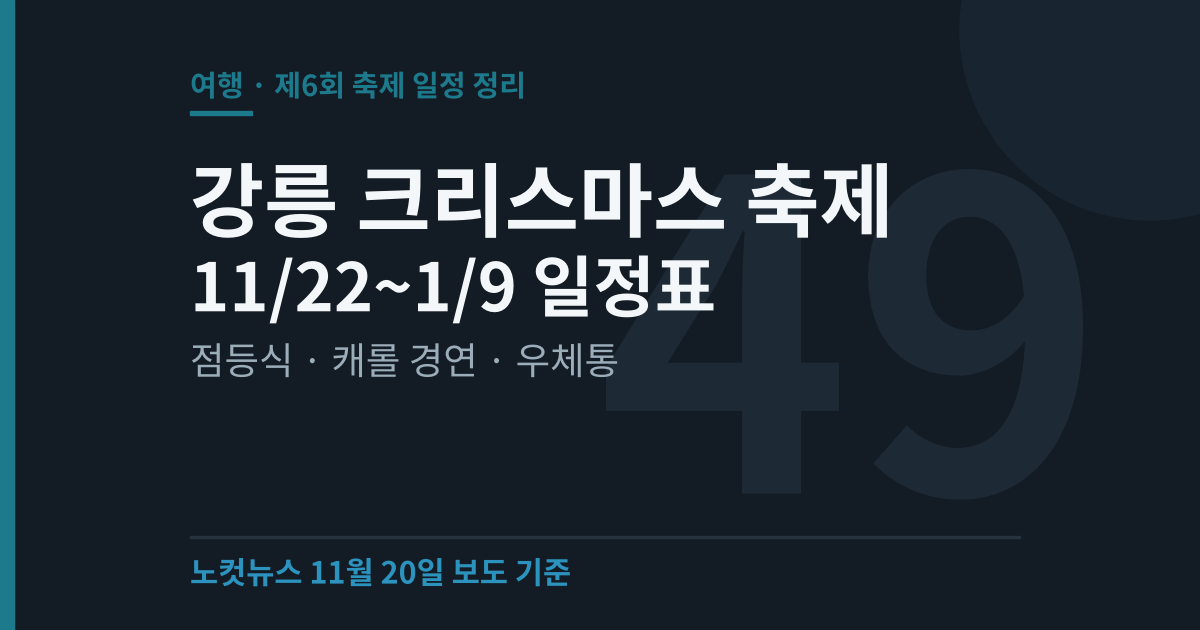 여행 · 제6회 축제 일정 정리
강릉 크리스마스 축제
11/22~1/9 일정표
점등식 · 캐롤 경연 · 우체통
49
노컷뉴스 11월 20일 보도 기준